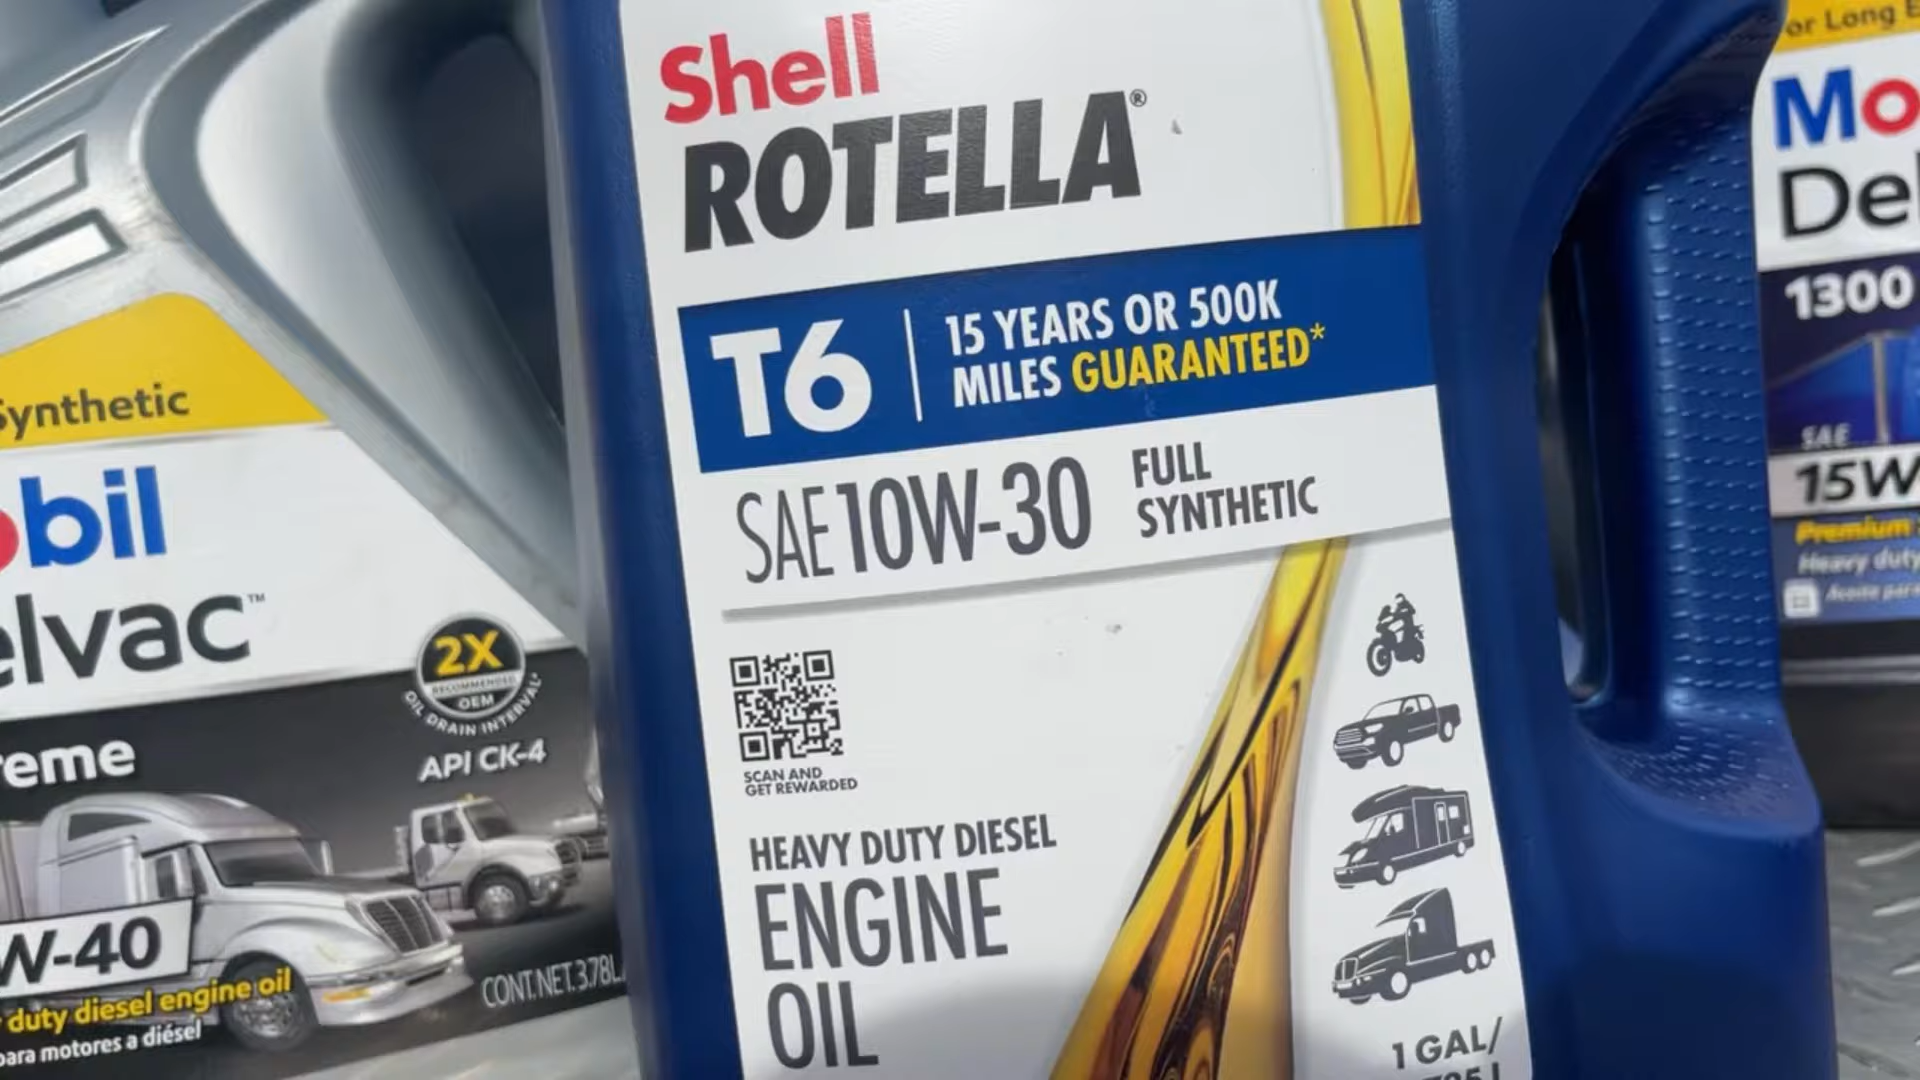 Synthetic
bil
elvac™
2X
RECOMMENDED
OEM
OIL DRAIN INTERVAL*
API CK-4
reme
W-40
duty diesel engine oil
para motores a diésel
CONT. NET. 3.78L
Shell
ROTELLA®
T6
15 YEARS OR 500K
MILES GUARANTEED*
SAE 10W-30
FULL
SYNTHETIC
SCAN AND
GET REWARDED
HEAVY DUTY DIESEL
ENGINE
OIL
1 GAL/
or Long E
Mo
Del
1300
SAE
15W
Premium
Heavy duty
Aceite para